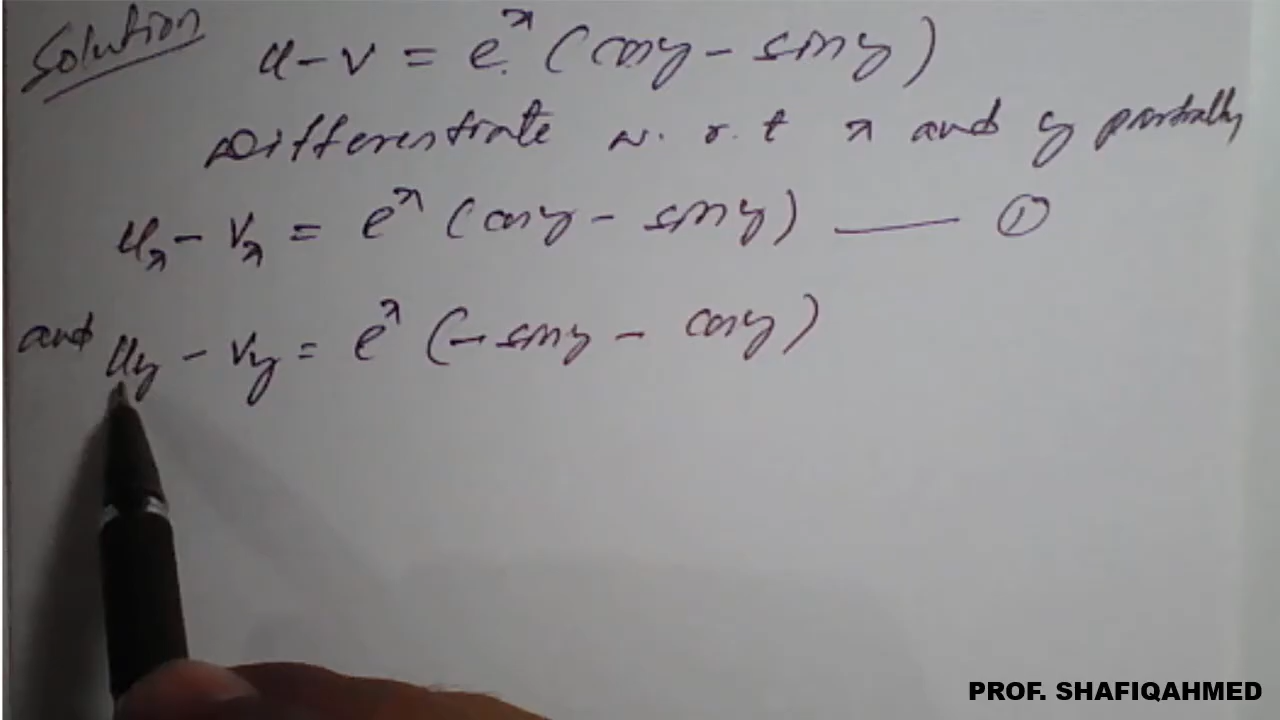 Solution
u - v = e^x (cosy - siny)
Differentiate w.r.t x and y partially
u_x - v_x = e^x (cosy - siny) —— ①
and u_y - v_y = e^x (-siny - cosy)
PROF. SHAFIQAHMED